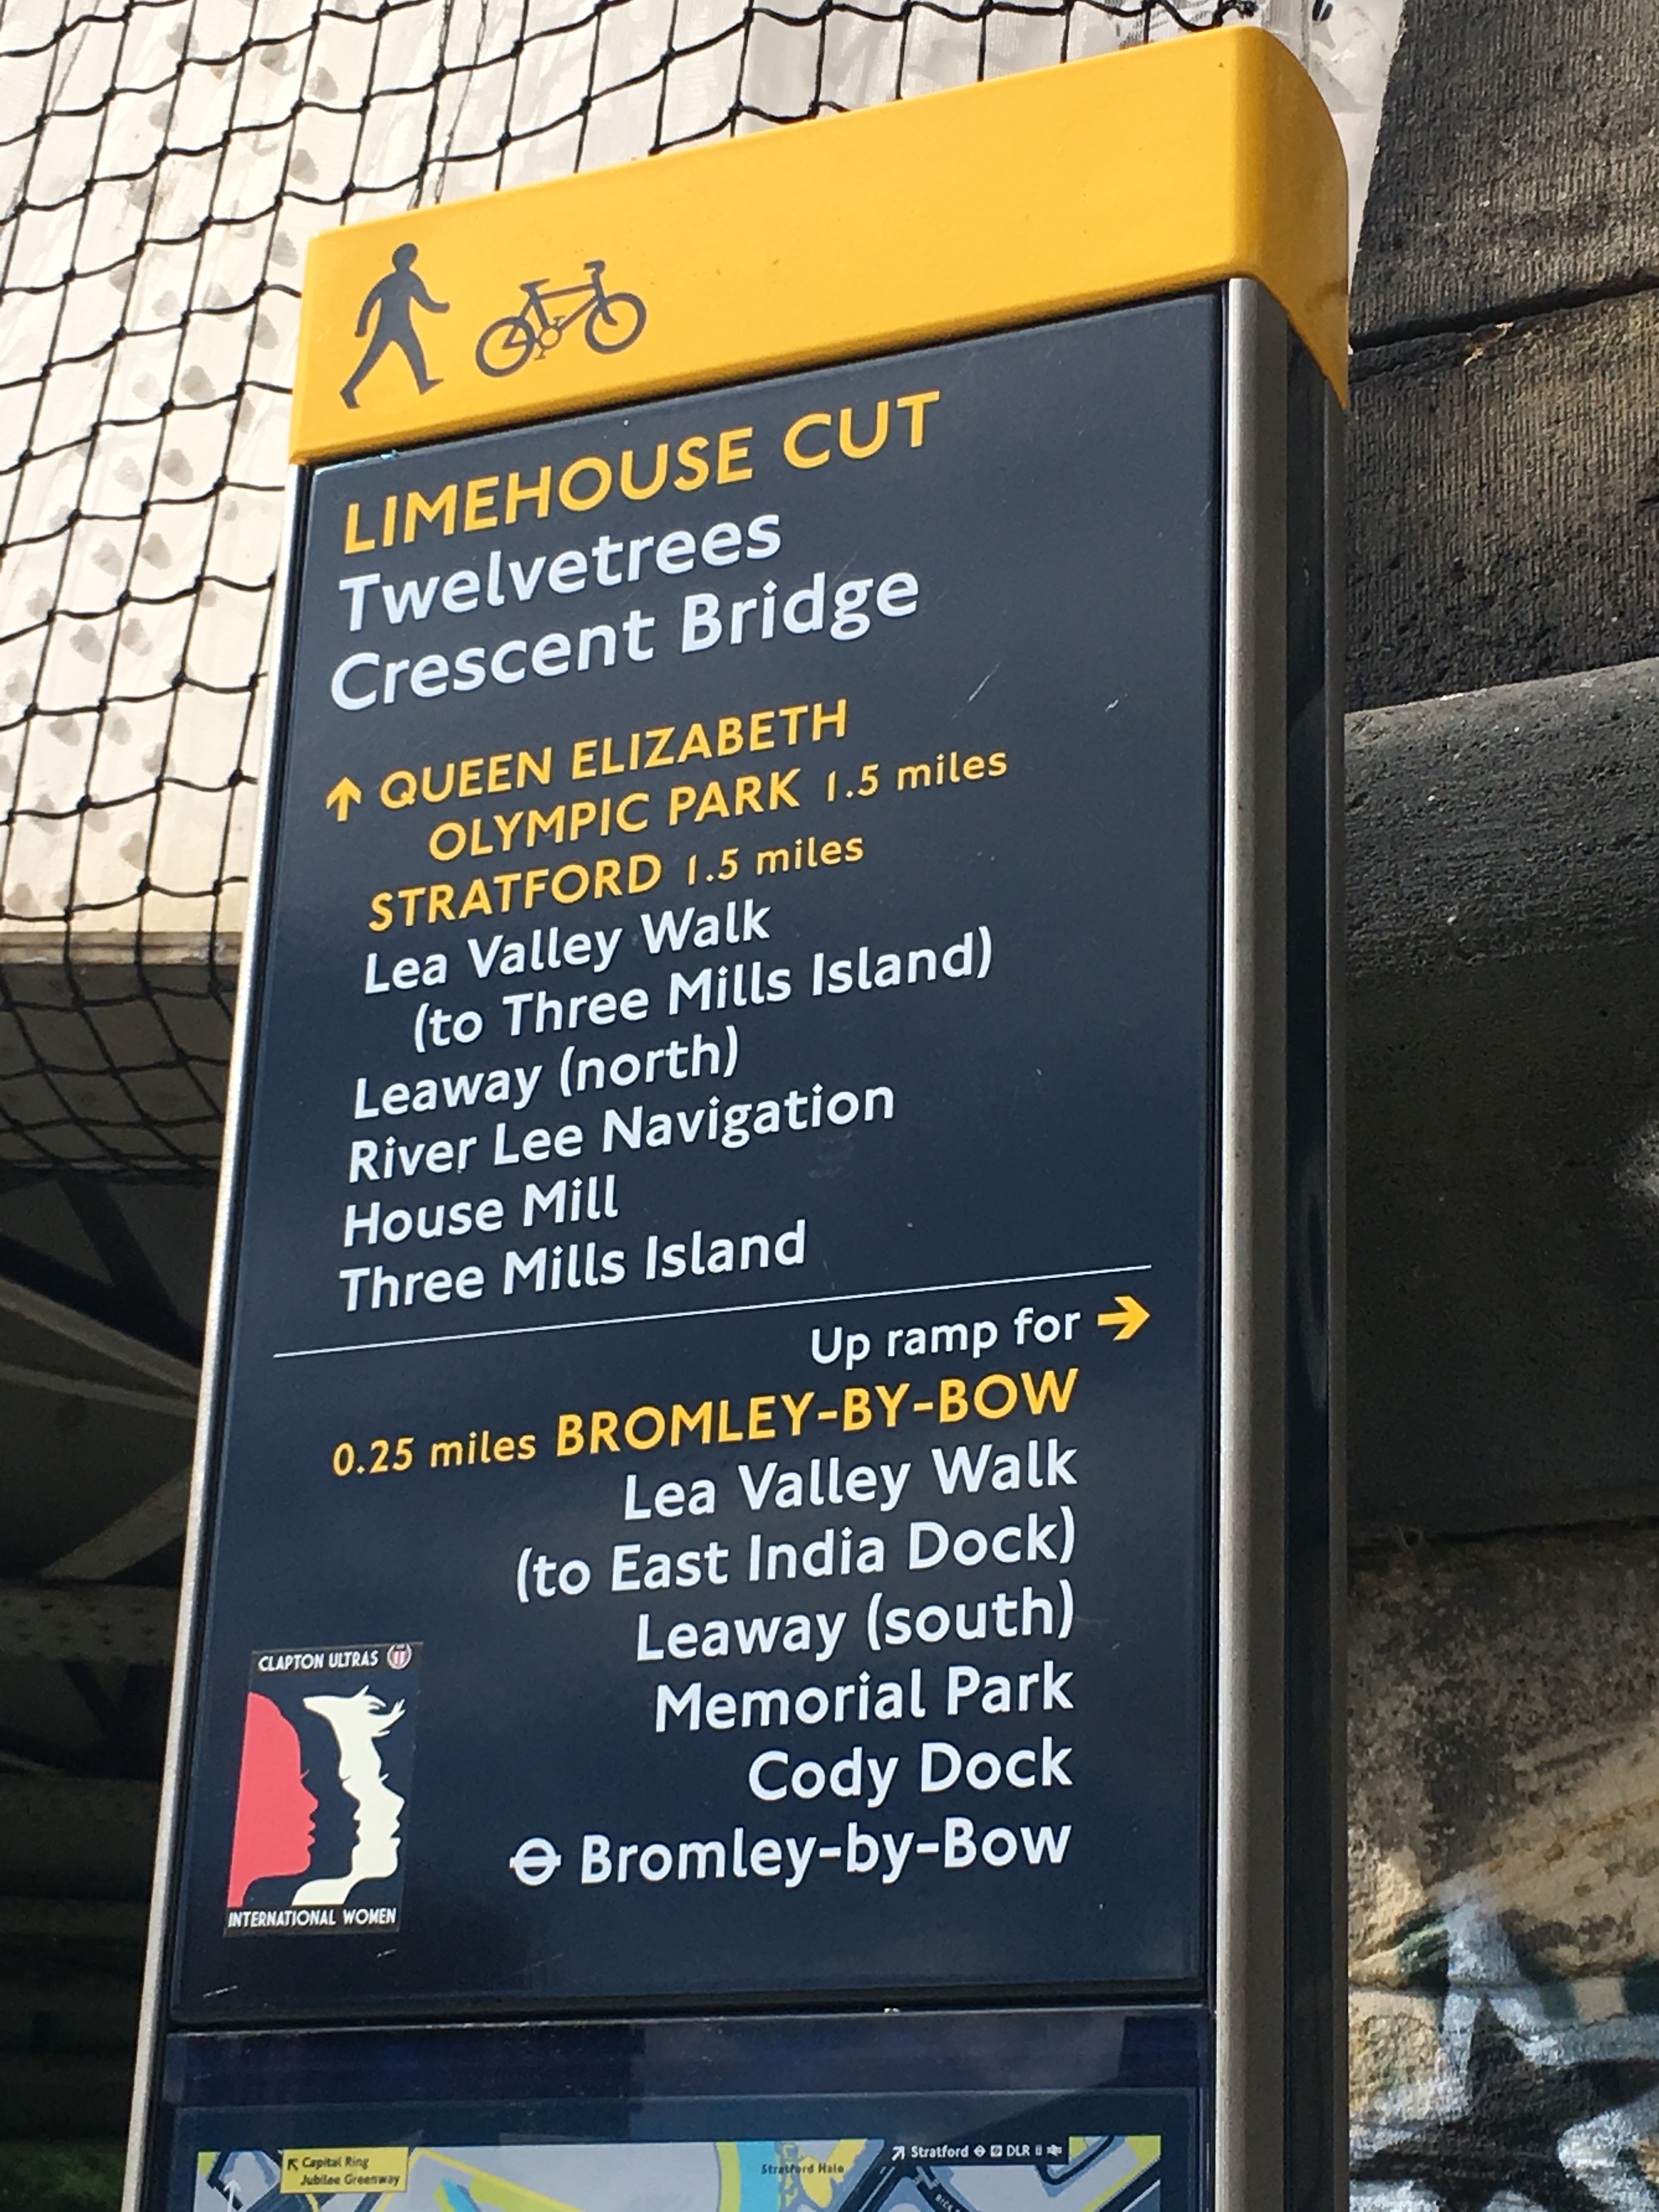 LIMEHOUSE CUT
Twelvetrees
Crescent Bridge
↑ QUEEN ELIZABETH
OLYMPIC PARK 1.5 miles
STRATFORD 1.5 miles
Lea Valley Walk
(to Three Mills Island)
Leaway (north)
River Lee Navigation
House Mill
Three Mills Island
Up ramp for →
0.25 miles BROMLEY-BY-BOW
Lea Valley Walk
(to East India Dock)
Leaway (south)
Memorial Park
Cody Dock
Bromley-by-Bow
CLAPTON ULTRAS
INTERNATIONAL WOMEN
Capital Ring
Jubilee Greenway
Stratford Halo
Stratford DLR